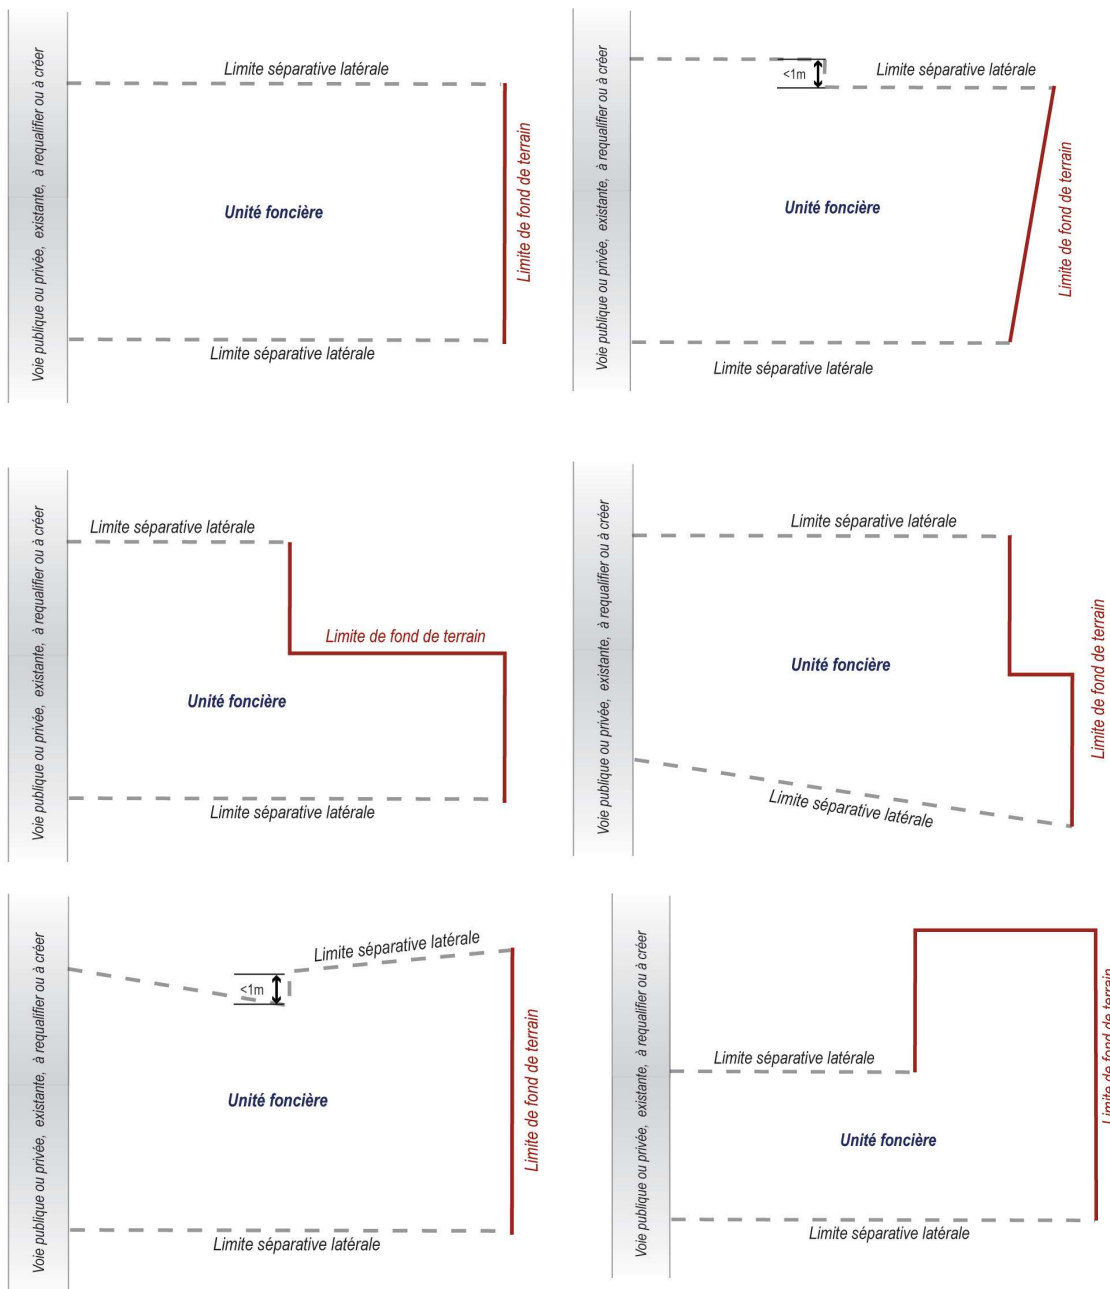 Voie publique ou privée, existante, à requalifier ou à créer
Limite séparative latérale
Unité foncière
Limite séparative latérale
Limite de fond de terrain
Voie publique ou privée, existante, à requalifier ou à créer
<1m
Limite séparative latérale
Unité foncière
Limite séparative latérale
Limite de fond de terrain
Voie publique ou privée, existante, à requalifier ou à créer
Limite séparative latérale
Limite de fond de terrain
Unité foncière
Limite séparative latérale
Voie publique ou privée, existante, à requalifier ou à créer
Limite séparative latérale
Unité foncière
Limite séparative latérale
Limite de fond de terrain
Voie publique ou privée, existante, à requalifier ou à créer
Limite séparative latérale
<1m
Unité foncière
Limite séparative latérale
Limite de fond de terrain
Voie publique ou privée, existante, à requalifier ou à créer
Limite séparative latérale
Unité foncière
Limite séparative latérale
Limite de fond de terrain